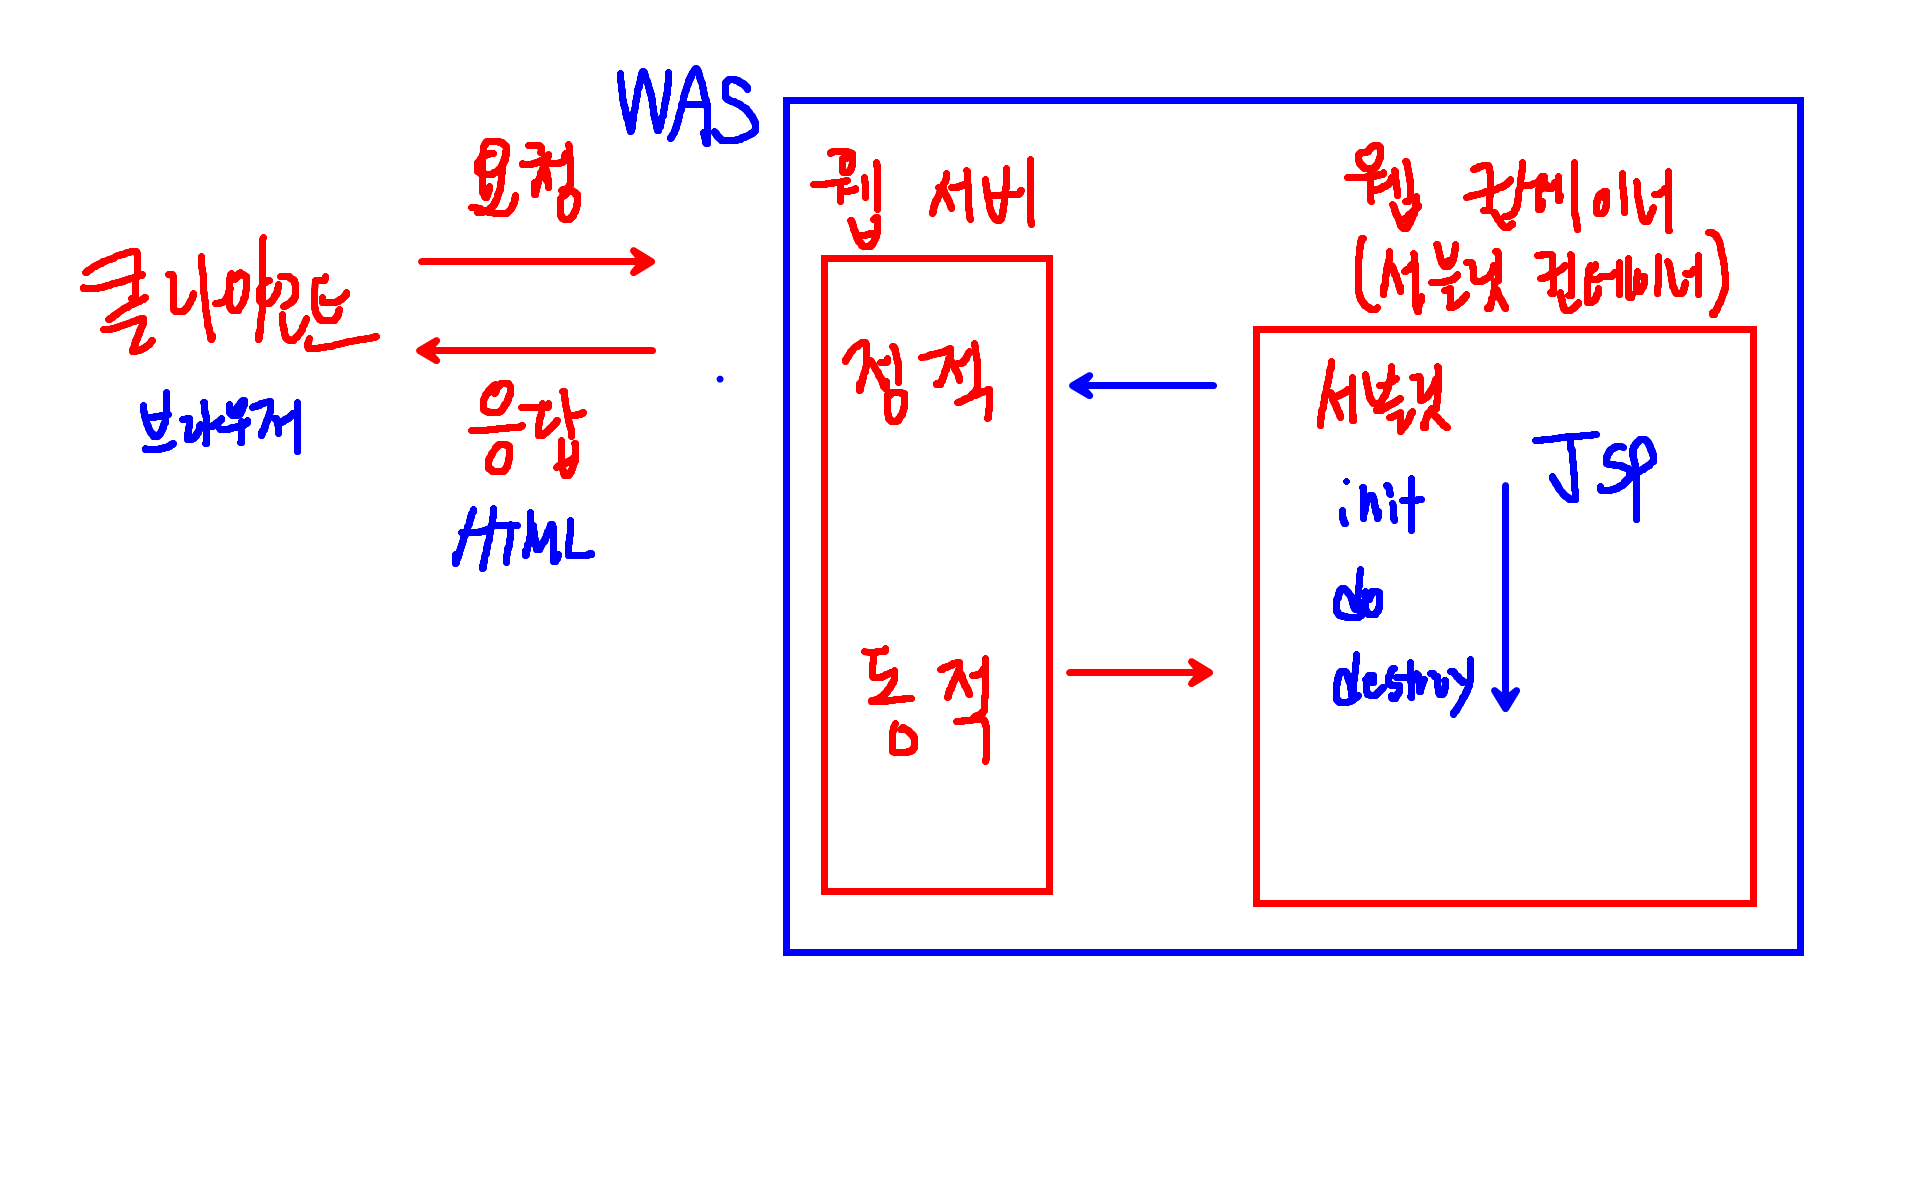 WAS
요청
클라이언트
브라우저
응답
HTML
웹 서버
정적
동적
웹 컨테이너
(서블릿 컨테이너)
서블릿
JSP
init
do
destroy